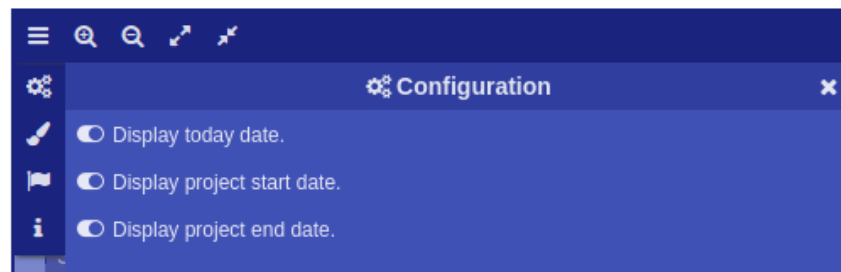 Configuration
Display today date.
Display project start date.
Display project end date.